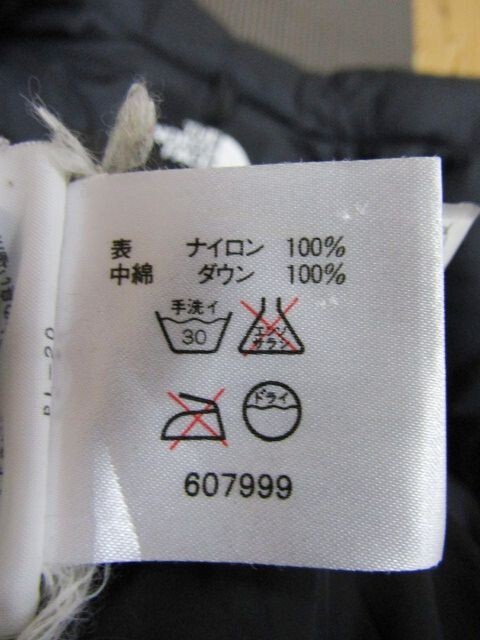 表 ナイロン 100%
中綿 ダウン 100%
手洗イ
30
エンソ
サラシ
ドライ
607999